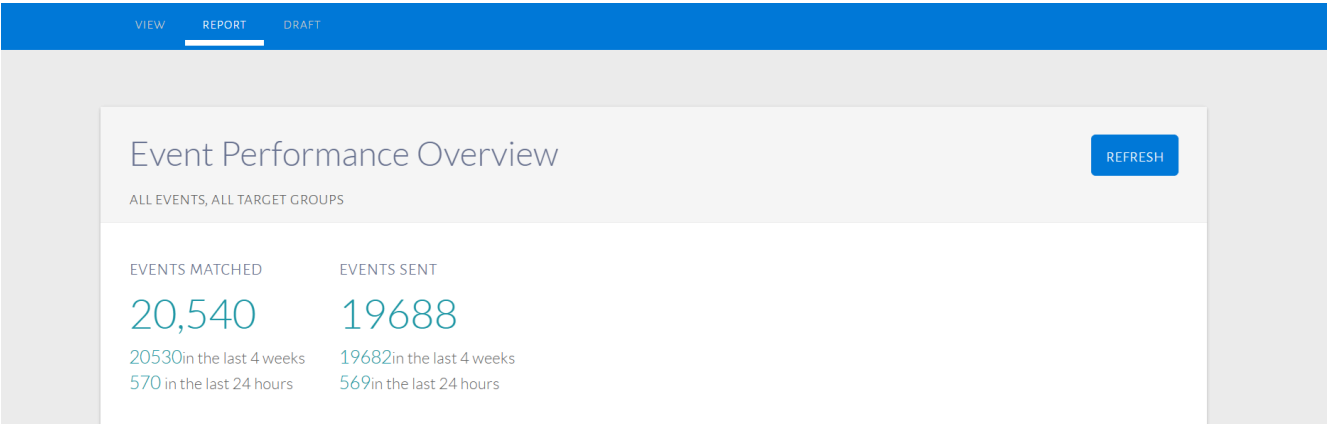 VIEW REPORT DRAFT
Event Performance Overview
REFRESH
ALL EVENTS, ALL TARGET GROUPS
EVENTS MATCHED
20,540
20530in the last 4 weeks
570 in the last 24 hours
EVENTS SENT
19688
19682in the last 4 weeks
569in the last 24 hours